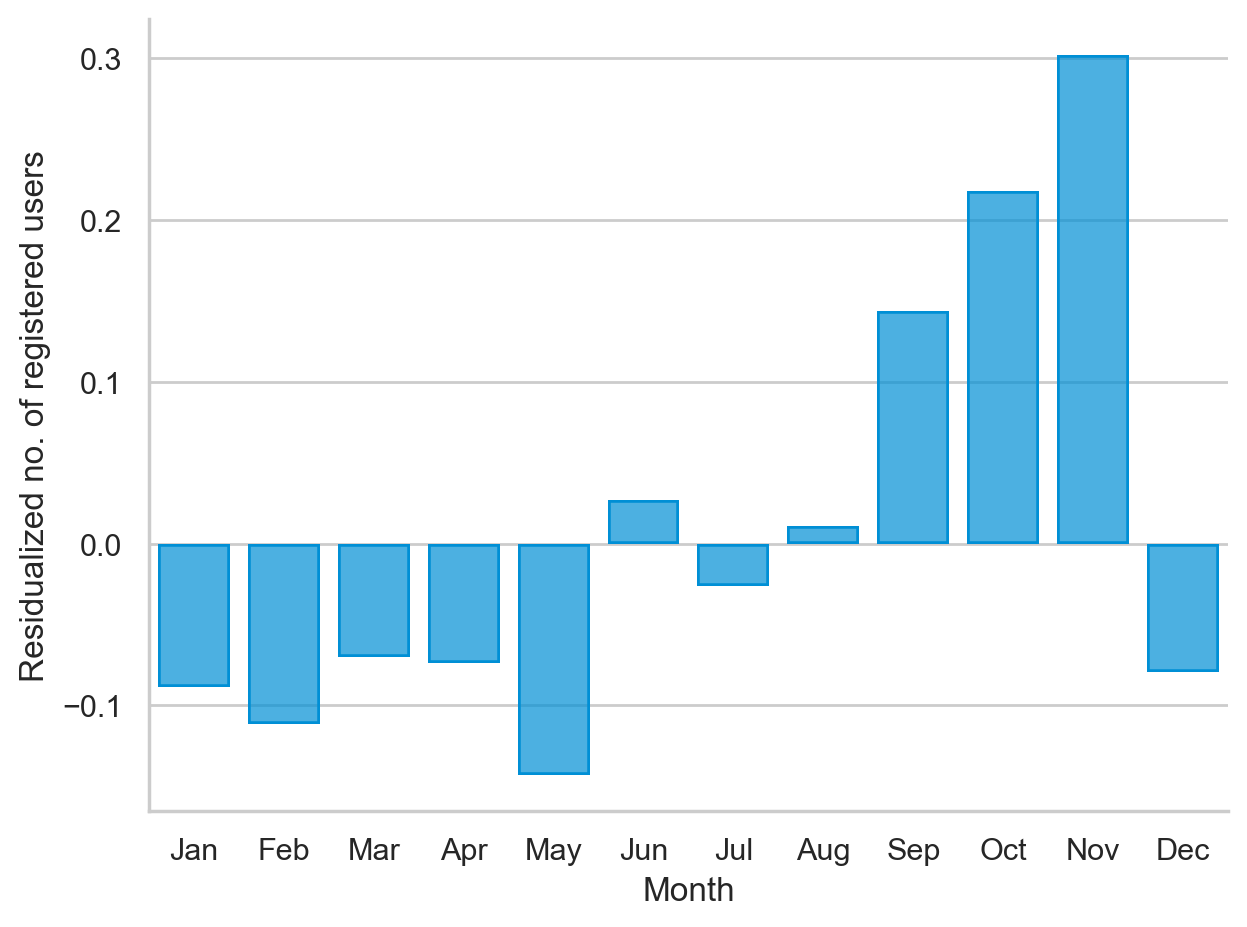 Residualized no. of registered users
0.3
0.2
0.1
0.0
−0.1
Jan Feb Mar Apr May Jun Jul Aug Sep Oct Nov Dec
Month